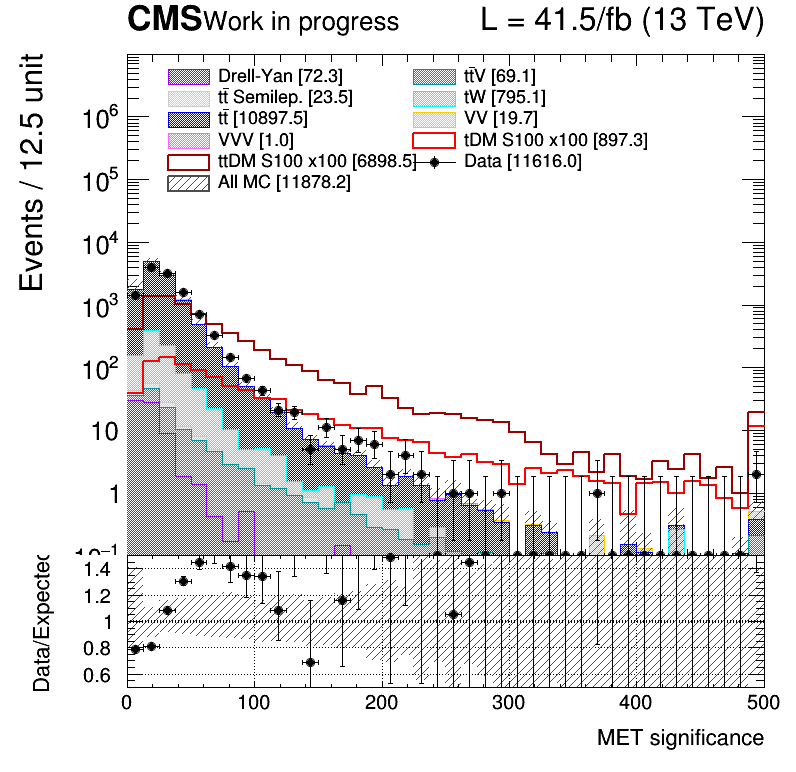 CMS Work in progress L = 41.5/fb (13 TeV)
Events / 12.5 unit
Drell-Yan [72.3] tt̄V [69.1]
tt̄ Semilep. [23.5] tW [795.1]
tt̄ [10897.5] VV [19.7]
VVV [1.0] tDM S100 x100 [897.3]
ttDM S100 x100 [6898.5] Data [11616.0]
All MC [11878.2]
10⁶
10⁵
10⁴
10³
10²
10
1
10⁻¹
Data/Expected
1.4
1.2
1
0.8
0.6
0 100 200 300 400 500
MET significance